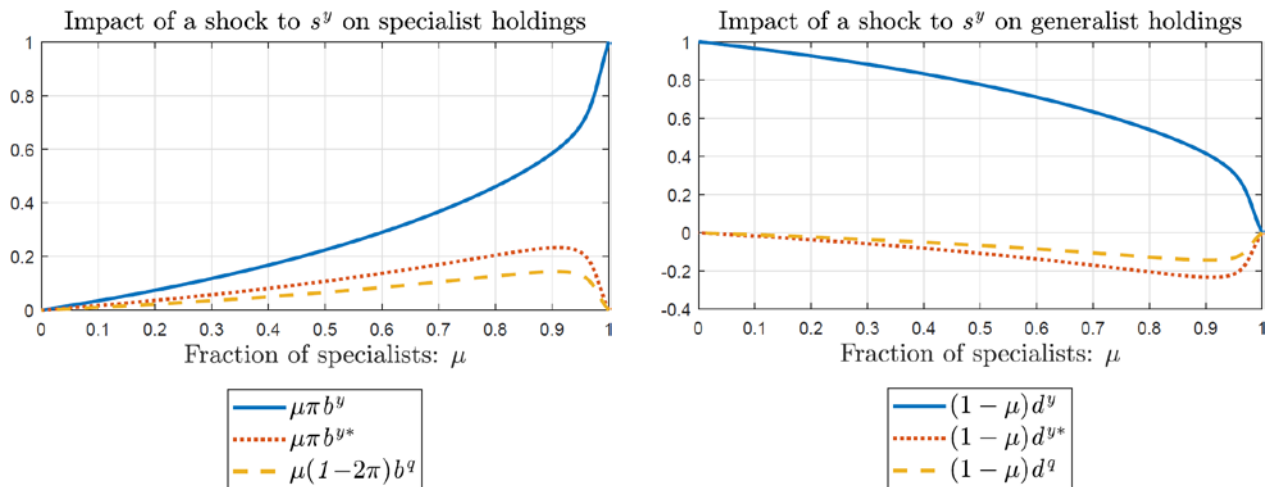 Impact of a shock to s^y on specialist holdings
1
0.8
0.6
0.4
0.2
0
0 0.1 0.2 0.3 0.4 0.5 0.6 0.7 0.8 0.9 1
Fraction of specialists: μ
μπb^y
μπb^{y*}
μ(1−2π)b^q
Impact of a shock to s^y on generalist holdings
1
0.8
0.6
0.4
0.2
0
-0.2
-0.4
0 0.1 0.2 0.3 0.4 0.5 0.6 0.7 0.8 0.9 1
Fraction of specialists: μ
(1 − μ)d^y
(1 − μ)d^{y*}
(1 − μ)d^q